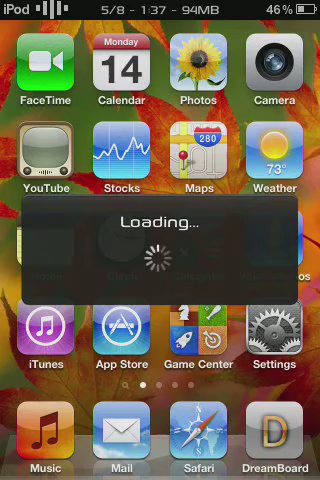 iPod 5/8 - 1:37 - 94MB 46%
Monday
14
FaceTime Calendar Photos Camera
280
73°
YouTube Stocks Maps Weather
Loading...
iTunes App Store Game Center Settings
D
Music Mail Safari DreamBoard